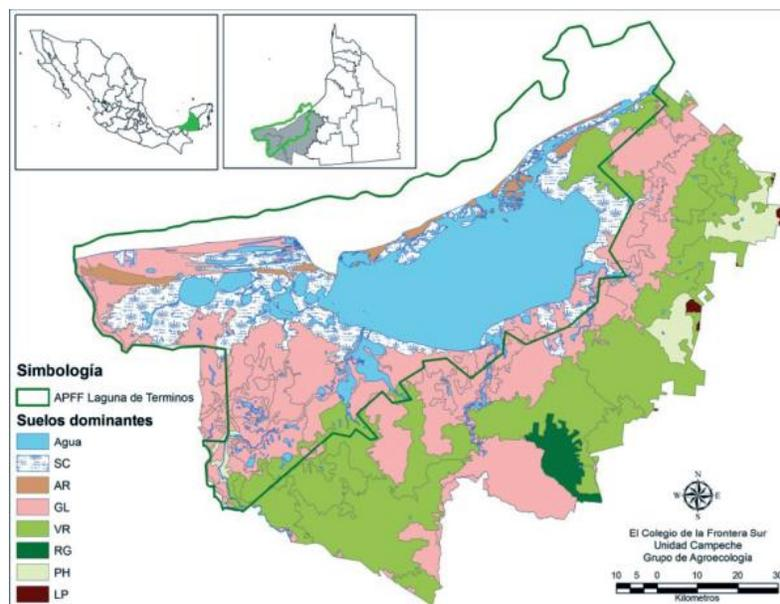 Simbología
APFF Laguna de Terminos
Suelos dominantes
Agua
SC
AR
GL
VR
RG
PH
LP
N
W E
S
El Colegio de la Frontera Sur
Unidad Campeche
Grupo de Agroecología
10 5 0 10 20 30
Kilometros